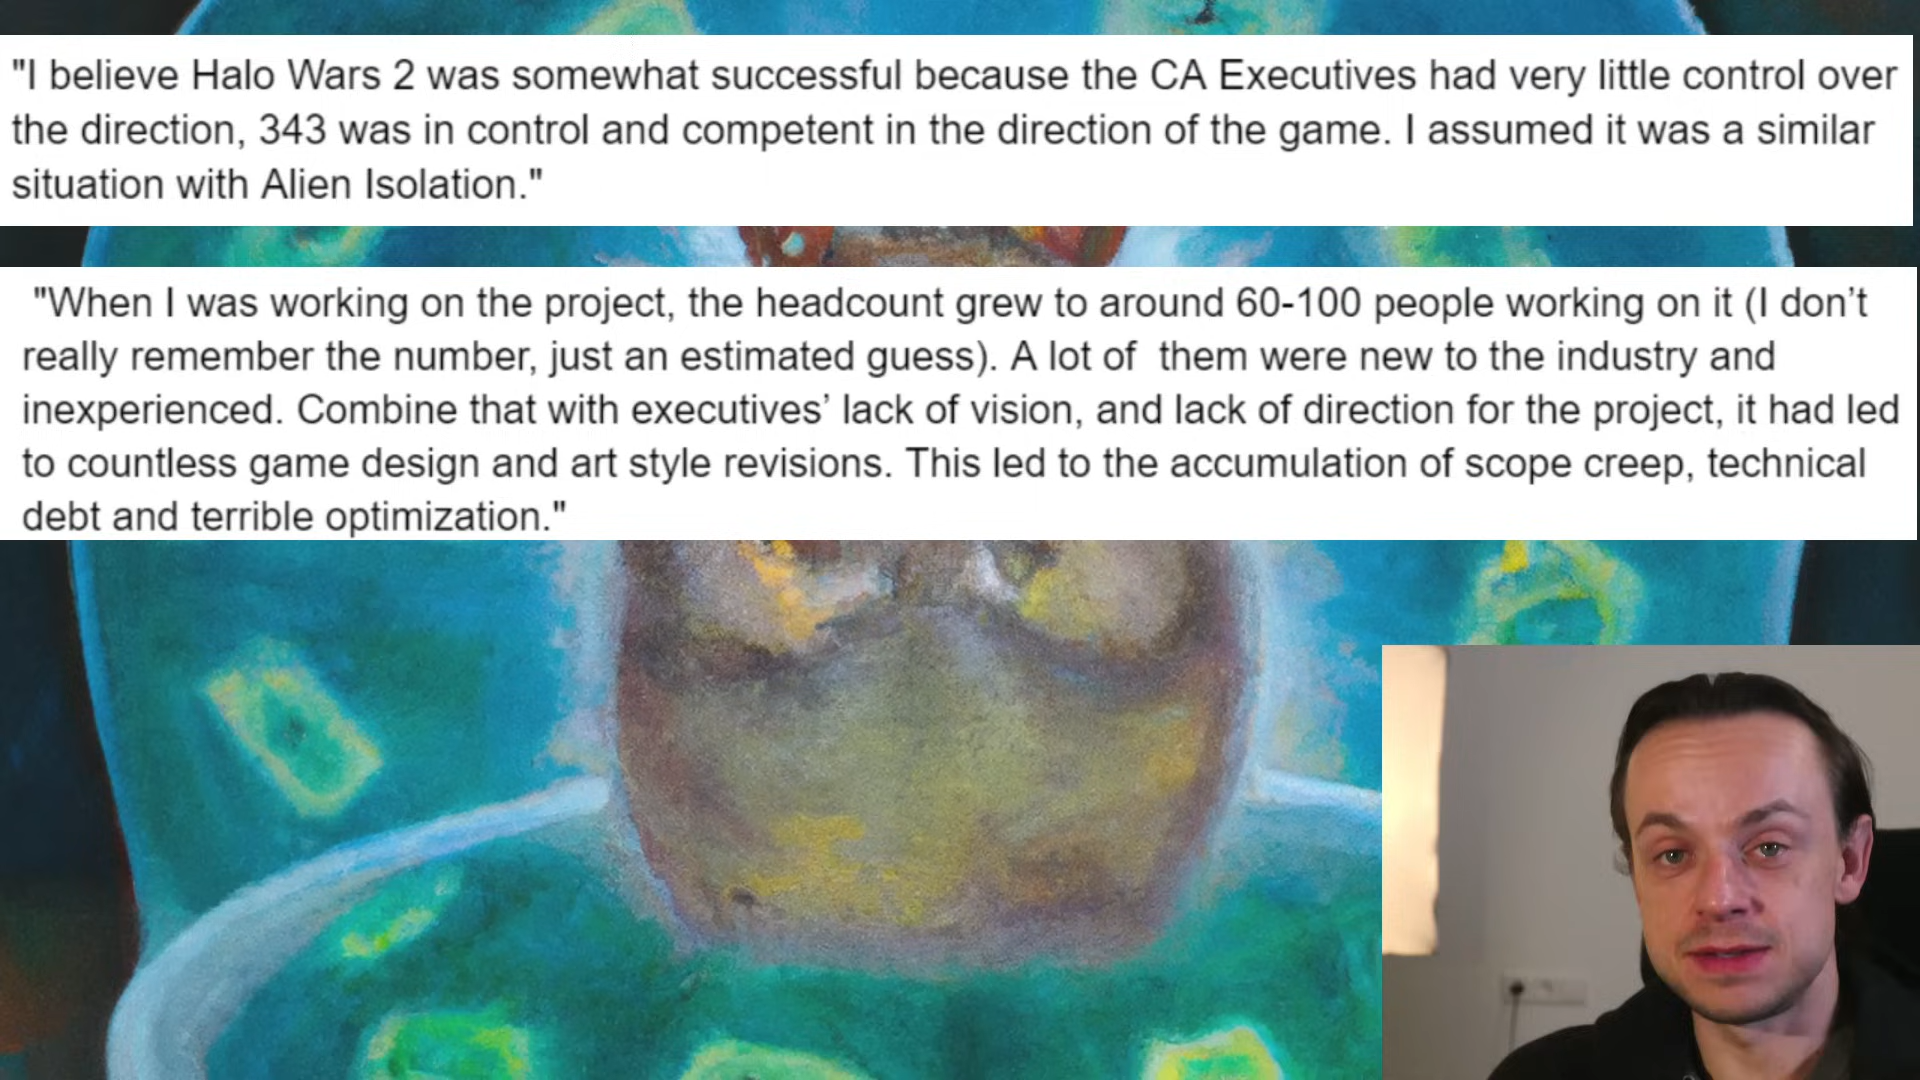 "I believe Halo Wars 2 was somewhat successful because the CA Executives had very little control over
the direction, 343 was in control and competent in the direction of the game. I assumed it was a similar
situation with Alien Isolation."
"When I was working on the project, the headcount grew to around 60-100 people working on it (I don’t
really remember the number, just an estimated guess). A lot of  them were new to the industry and
inexperienced. Combine that with executives’ lack of vision, and lack of direction for the project, it had led
to countless game design and art style revisions. This led to the accumulation of scope creep, technical
debt and terrible optimization."